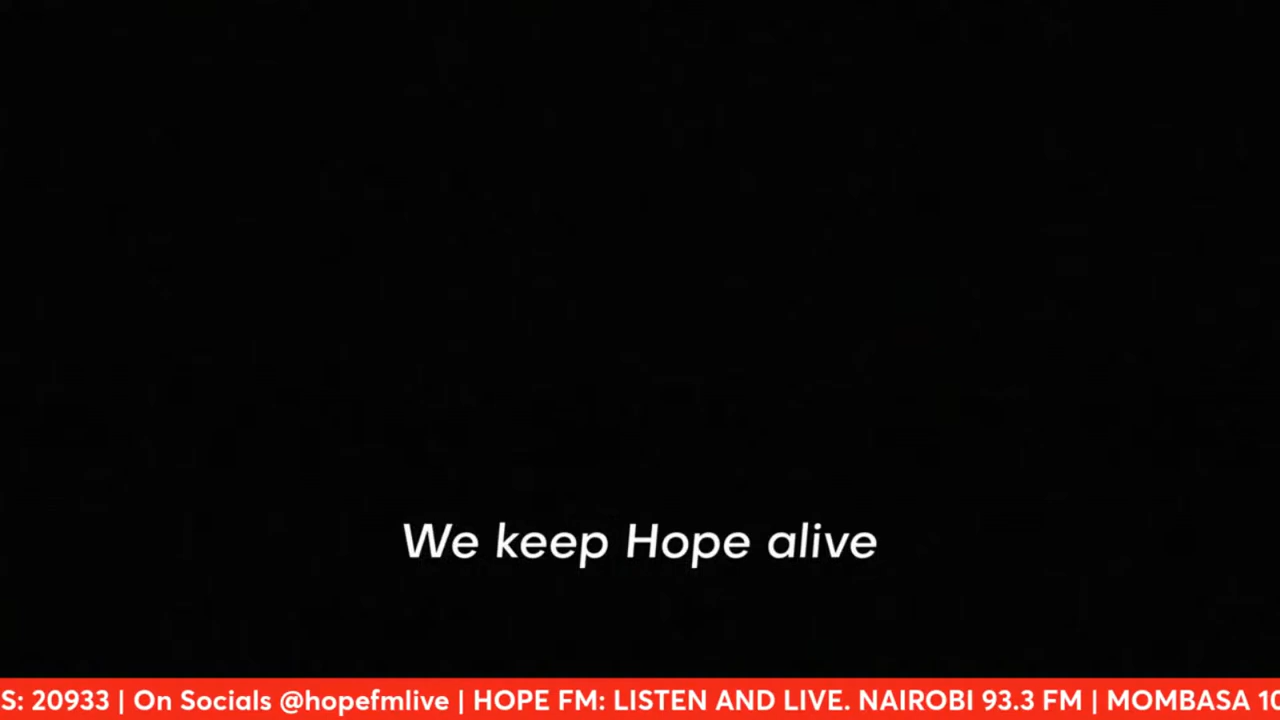 We keep Hope alive
S: 20933 | On Socials @hopefmlive | HOPE FM: LISTEN AND LIVE. NAIROBI 93.3 FM | MOMBASA 10